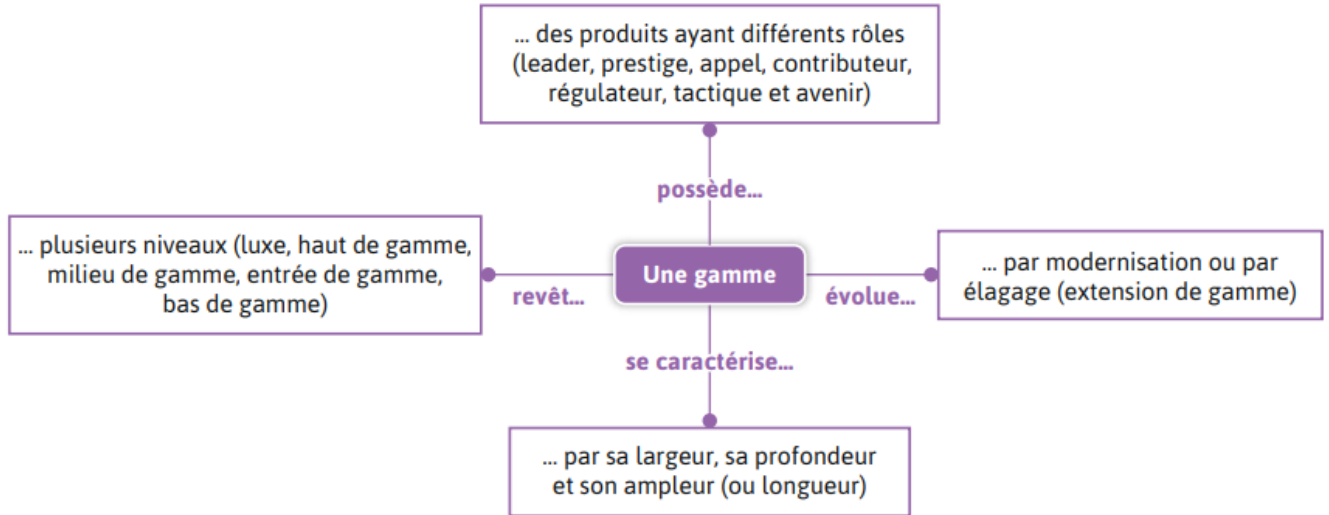 ... des produits ayant différents rôles
(leader, prestige, appel, contributeur,
régulateur, tactique et avenir)
possède...
... plusieurs niveaux (luxe, haut de gamme,
milieu de gamme, entrée de gamme,
bas de gamme)
revêt...
Une gamme
évolue...
... par modernisation ou par
élagage (extension de gamme)
se caractérise...
... par sa largeur, sa profondeur
et son ampleur (ou longueur)